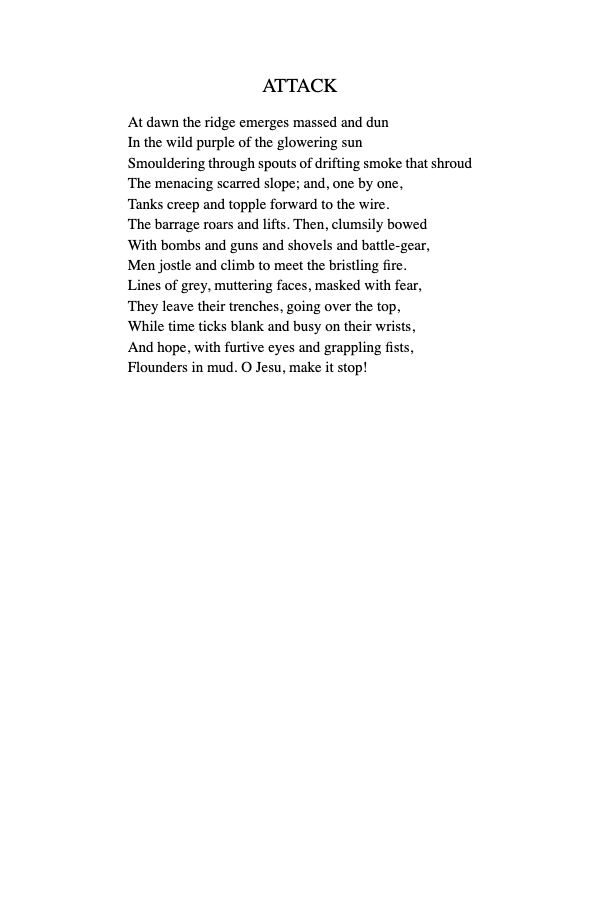 ATTACK
At dawn the ridge emerges massed and dun
In the wild purple of the glowering sun
Smouldering through spouts of drifting smoke that shroud
The menacing scarred slope; and, one by one,
Tanks creep and topple forward to the wire.
The barrage roars and lifts. Then, clumsily bowed
With bombs and guns and shovels and battle-gear,
Men jostle and climb to meet the bristling fire.
Lines of grey, muttering faces, masked with fear,
They leave their trenches, going over the top,
While time ticks blank and busy on their wrists,
And hope, with furtive eyes and grappling fists,
Flounders in mud. O Jesu, make it stop!